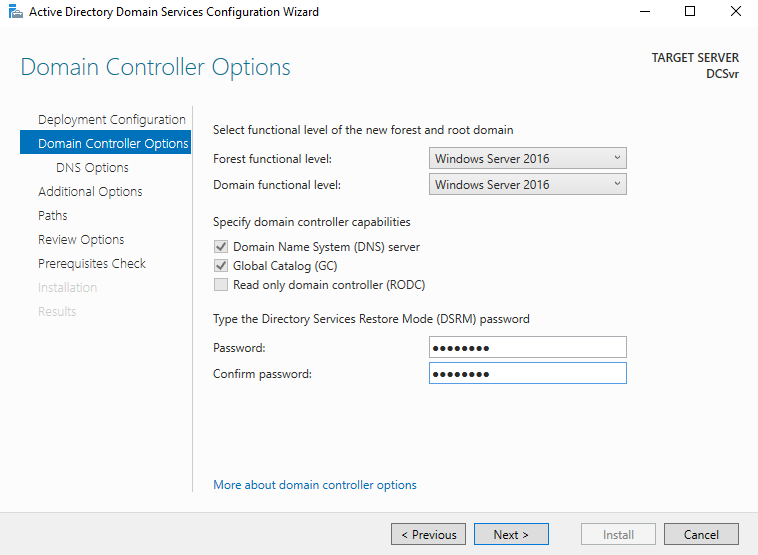 Active Directory Domain Services Configuration Wizard
Domain Controller Options
TARGET SERVER
DCSvr
Deployment Configuration
Domain Controller Options
DNS Options
Additional Options
Paths
Review Options
Prerequisites Check
Installation
Results
Select functional level of the new forest and root domain
Forest functional level: Windows Server 2016
Domain functional level: Windows Server 2016
Specify domain controller capabilities
Domain Name System (DNS) server
Global Catalog (GC)
Read only domain controller (RODC)
Type the Directory Services Restore Mode (DSRM) password
Password: ●●●●●●●●
Confirm password: ●●●●●●●●
More about domain controller options
< Previous Next > Install Cancel